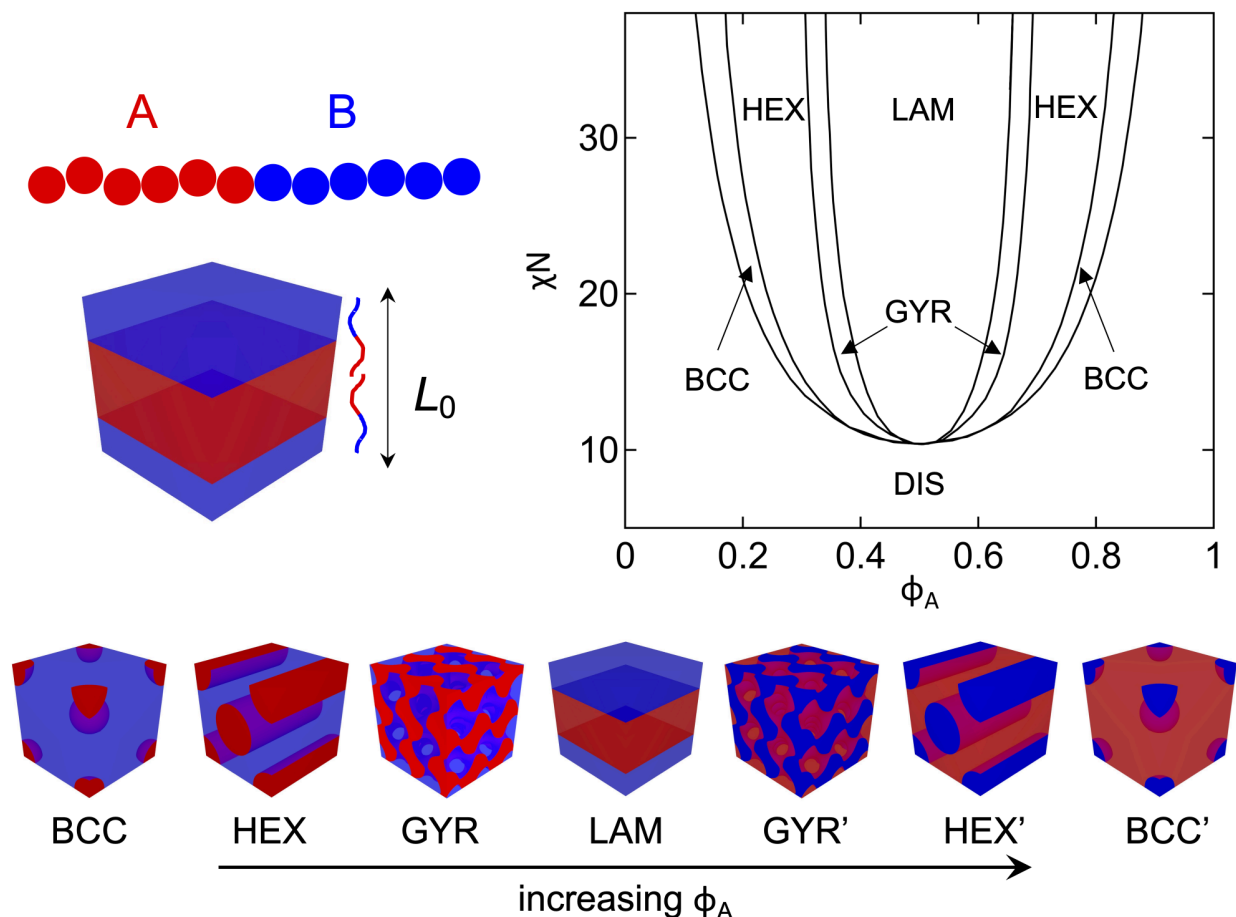 A B
L₀
χN
30
20
10
HEX LAM HEX
GYR
BCC BCC
DIS
0 0.2 0.4 0.6 0.8 1
ϕA
BCC HEX GYR LAM GYR’ HEX’ BCC’
increasing ϕA